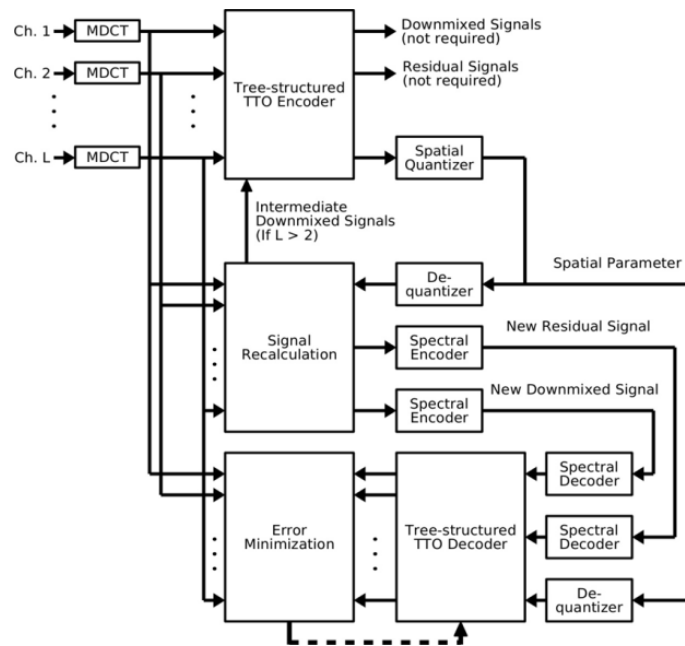 Ch. 1
MDCT
Downmixed Signals
(not required)
Ch. 2
MDCT
Tree-structured
TTO Encoder
Residual Signals
(not required)
Ch. L
MDCT
Spatial
Quantizer
Intermediate
Downmixed Signals
(If L > 2)
Spatial Parameter
De-
quantizer
Signal
Recalculation
New Residual Signal
Spectral
Encoder
New Downmixed Signal
Spectral
Encoder
Spectral
Decoder
Error
Minimization
Tree-structured
TTO Decoder
Spectral
Decoder
De-
quantizer